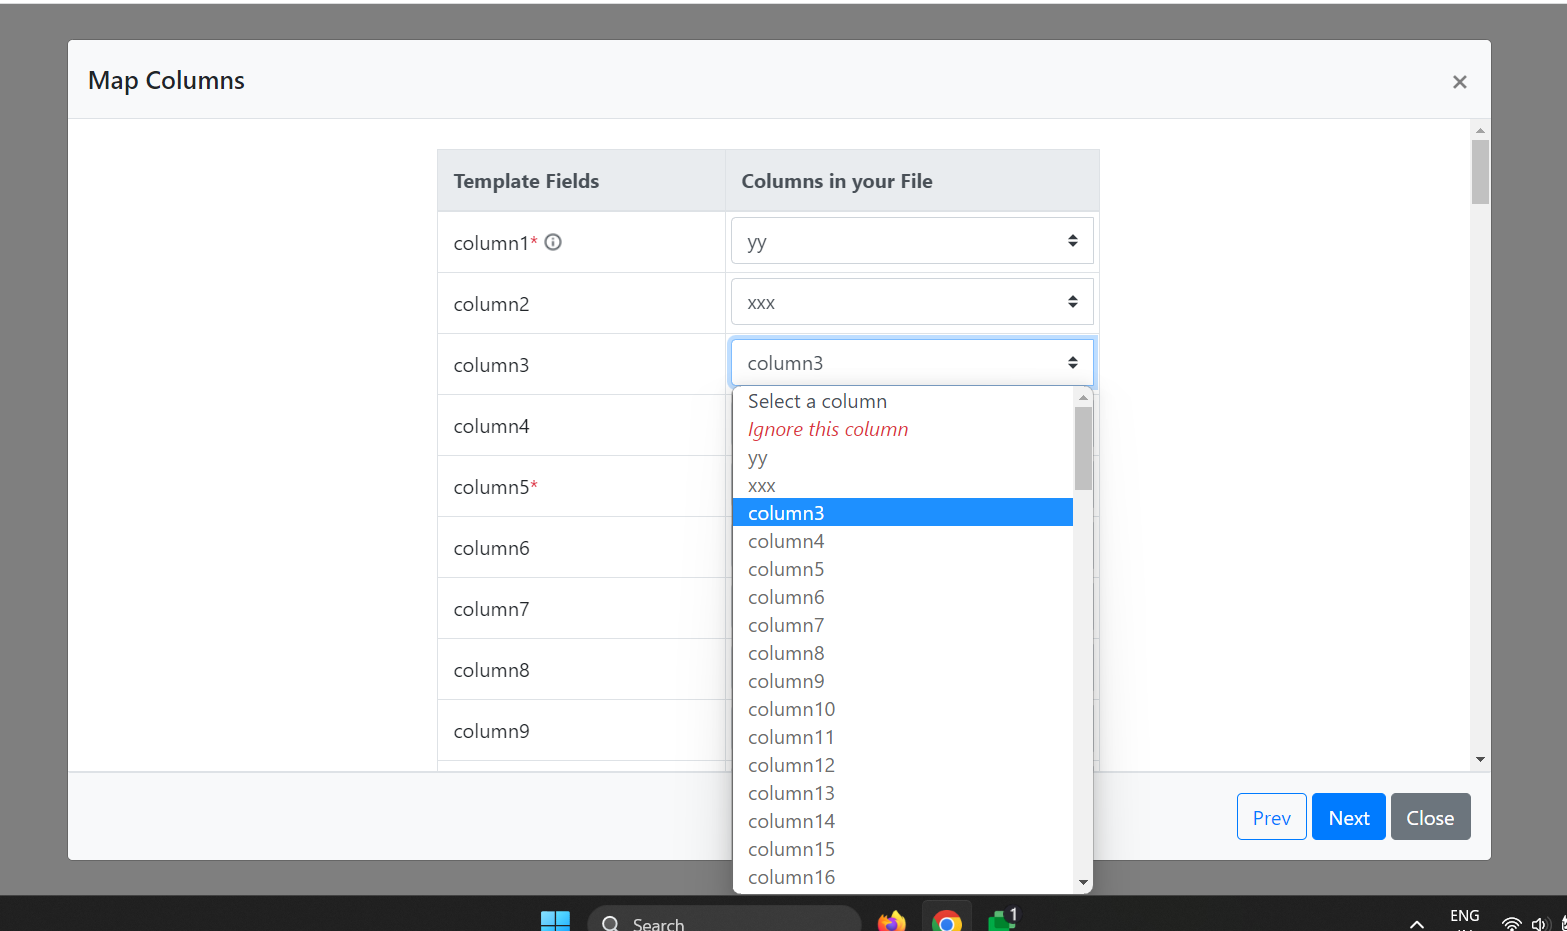 Map Columns
×
Template Fields
Columns in your File
column1*
yy
column2
xxx
column3
column3
Select a column
Ignore this column
yy
xxx
column3
column4
column5
column6
column7
column8
column9
column10
column11
column12
column13
column14
column15
column16
column4
column5*
column6
column7
column8
column9
Prev
Next
Close
Search
1
ENG